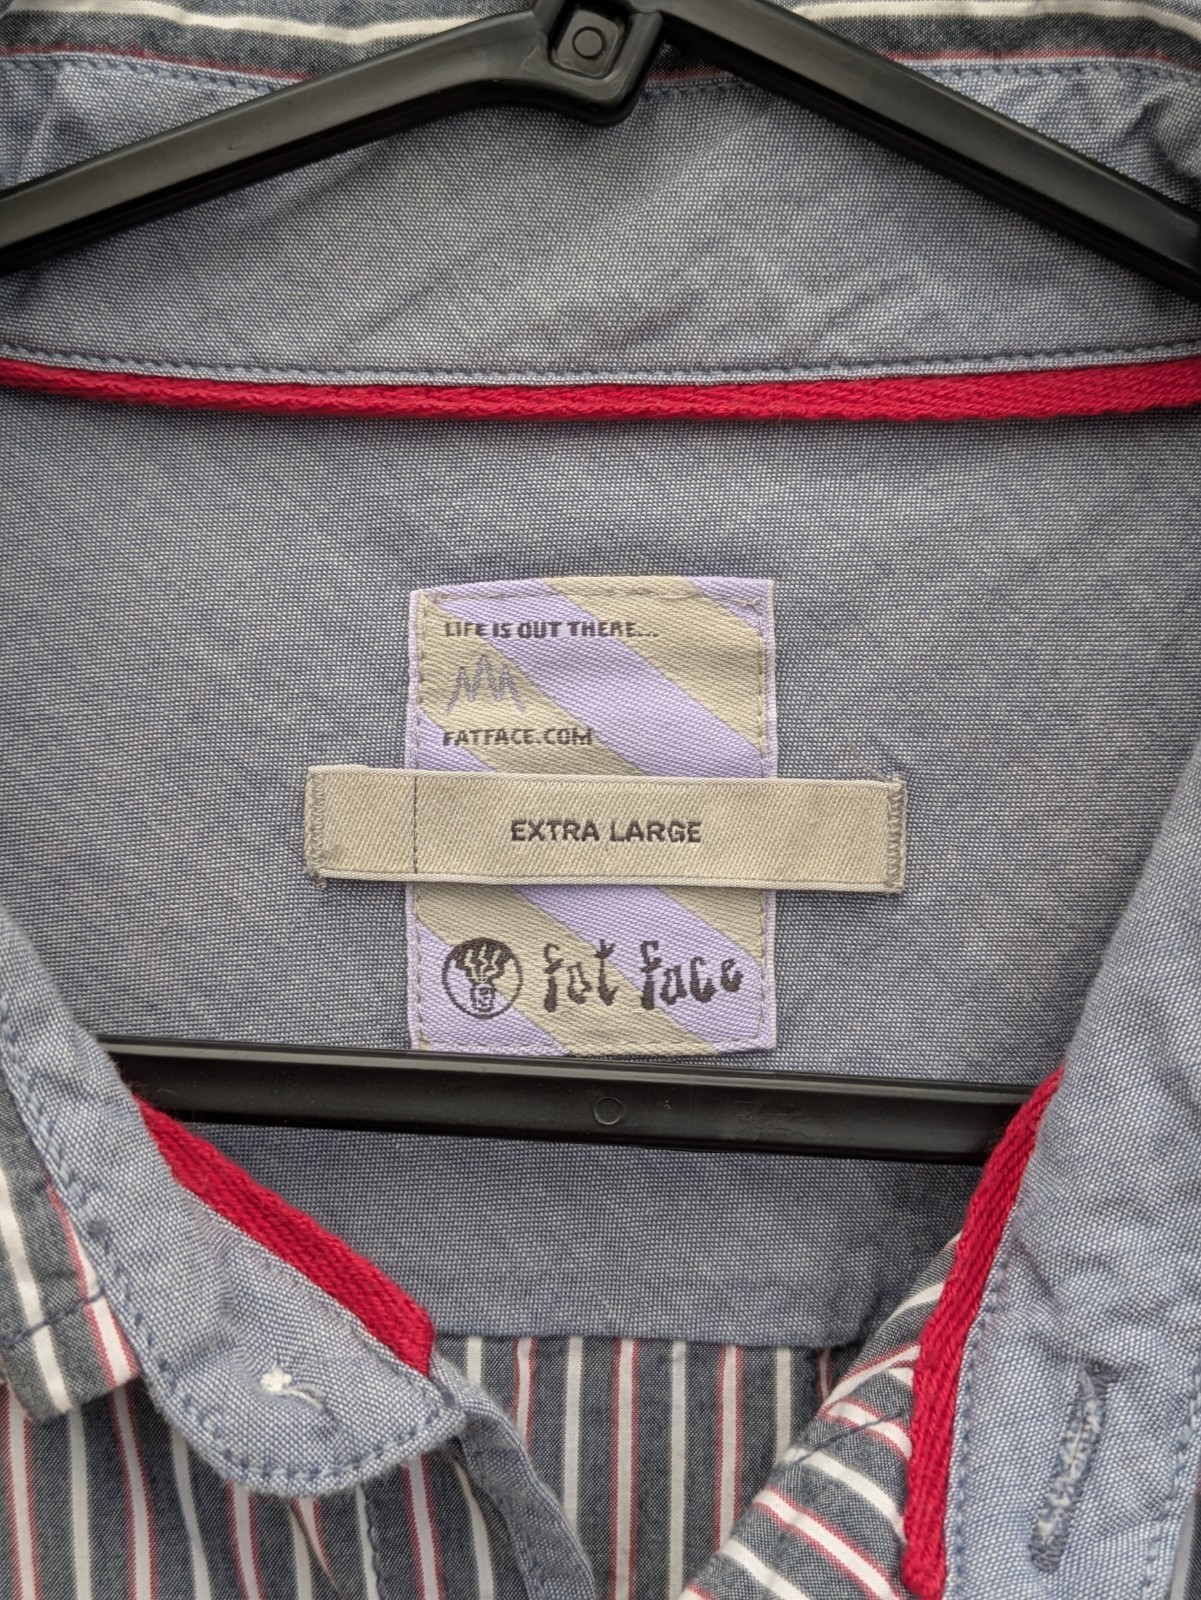 LIFE IS OUT THERE...
FATFACE.COM
EXTRA LARGE
fat face